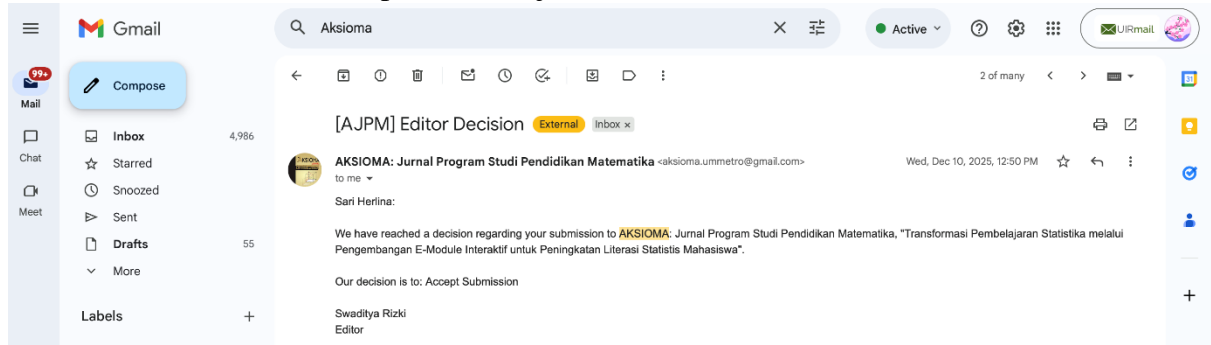 Gmail
Aksioma
Active
UIRmail
99+
Mail
Compose
2 of many
31
Chat
Inbox 4,986
[AJPM] Editor Decision External Inbox x
Starred
AKSIOMA: Jurnal Program Studi Pendidikan Matematika <aksioma.ummetro@gmail.com> Wed, Dec 10, 2025, 12:50 PM
to me
Snoozed
Meet
Sari Herlina:
Sent
We have reached a decision regarding your submission to AKSIOMA: Jurnal Program Studi Pendidikan Matematika, "Transformasi Pembelajaran Statistika melalui
Pengembangan E-Module Interaktif untuk Peningkatan Literasi Statistis Mahasiswa".
Drafts 55
More
Our decision is to: Accept Submission
Labels +
Swaditya Rizki
Editor